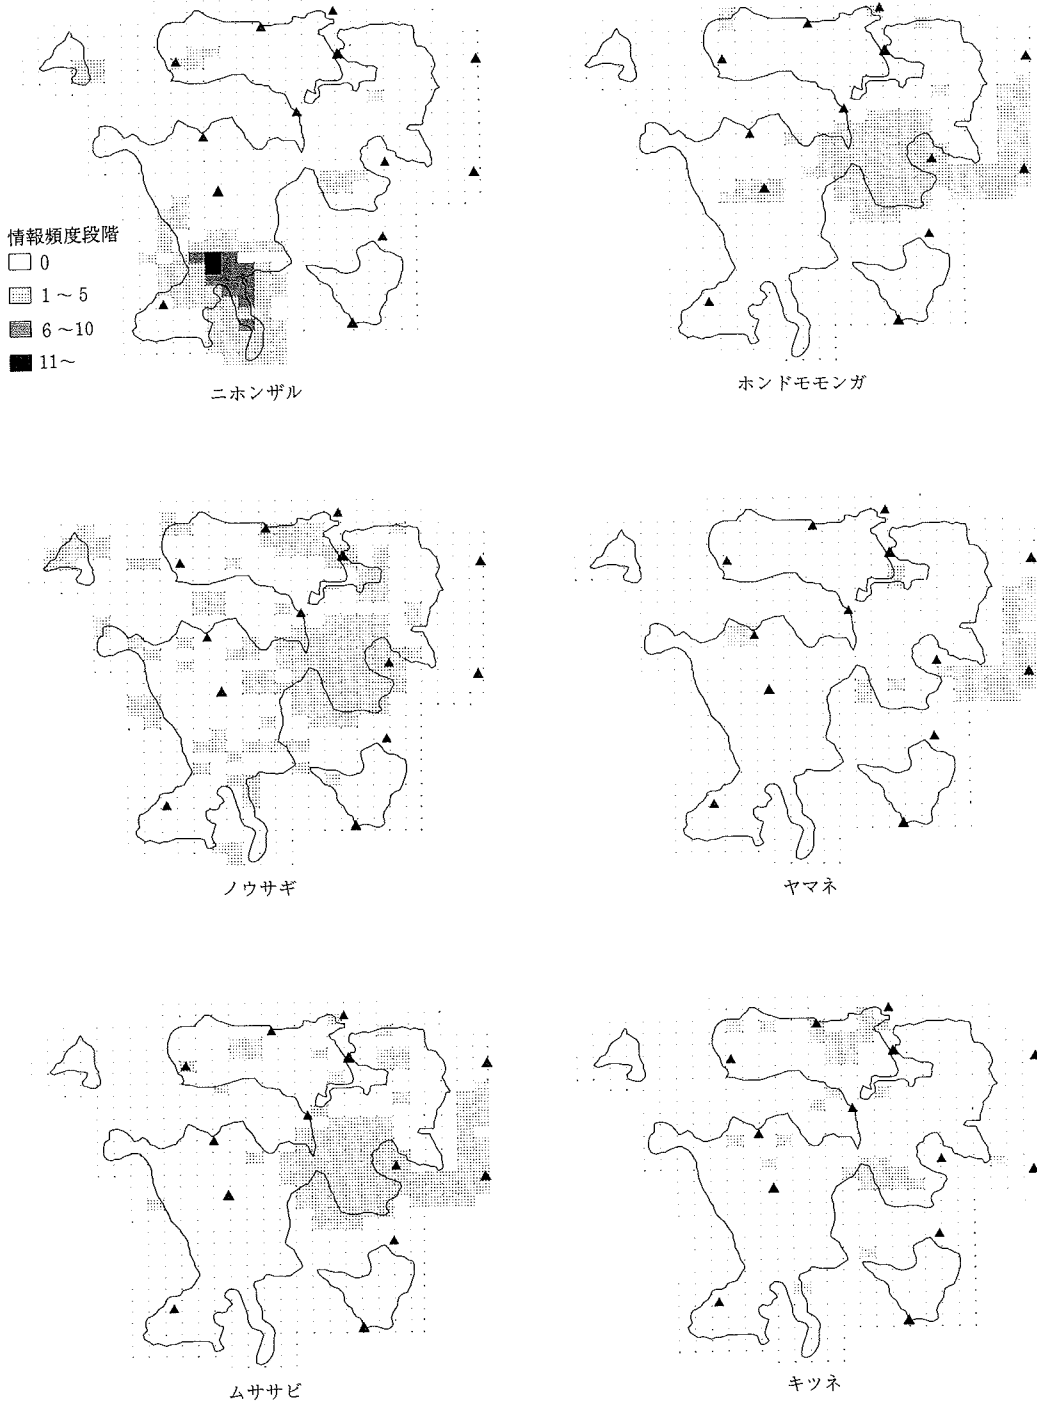 情報頻度段階
0
1～5
6～10
11～
ニホンザル
ホンドモモンガ
ノウサギ
ヤマネ
ムササビ
キツネ